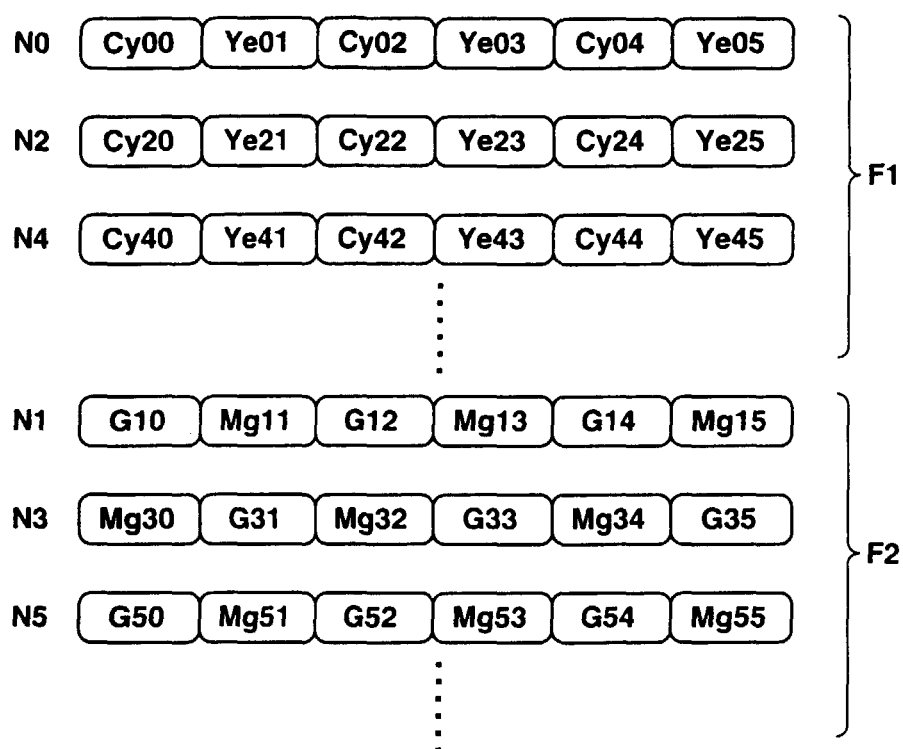 N0 Cy00 Ye01 Cy02 Ye03 Cy04 Ye05
N2 Cy20 Ye21 Cy22 Ye23 Cy24 Ye25
F1
N4 Cy40 Ye41 Cy42 Ye43 Cy44 Ye45
N1 G10 Mg11 G12 Mg13 G14 Mg15
N3 Mg30 G31 Mg32 G33 Mg34 G35
F2
N5 G50 Mg51 G52 Mg53 G54 Mg55